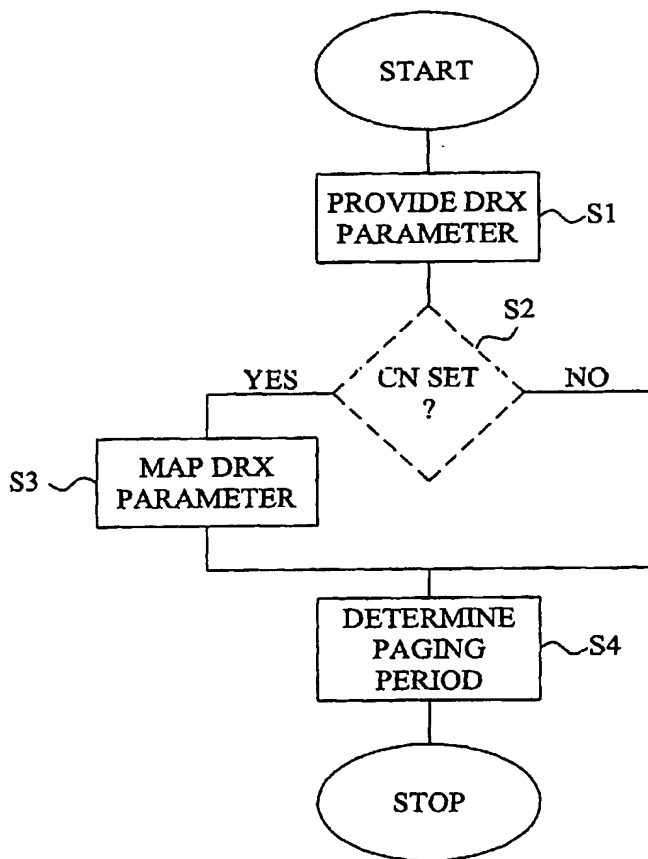 START
PROVIDE DRX
PARAMETER
S1
S2
YES
CN SET
?
NO
S3
MAP DRX
PARAMETER
DETERMINE
PAGING
PERIOD
S4
STOP